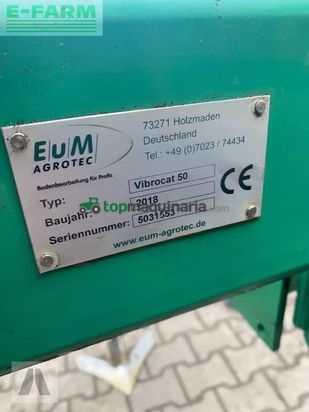 E-FARM
EuM
AGROTEC
73271 Holzmaden
Deutschland
Tel.: +49 (0)7023 / 74434
Bodenbearbeitung für Profis
Typ: Vibrocat 50
Baujahr: 2018
Seriennummer: 5031553
CE
www.eum-agrotec.de
topmaquinaria.com